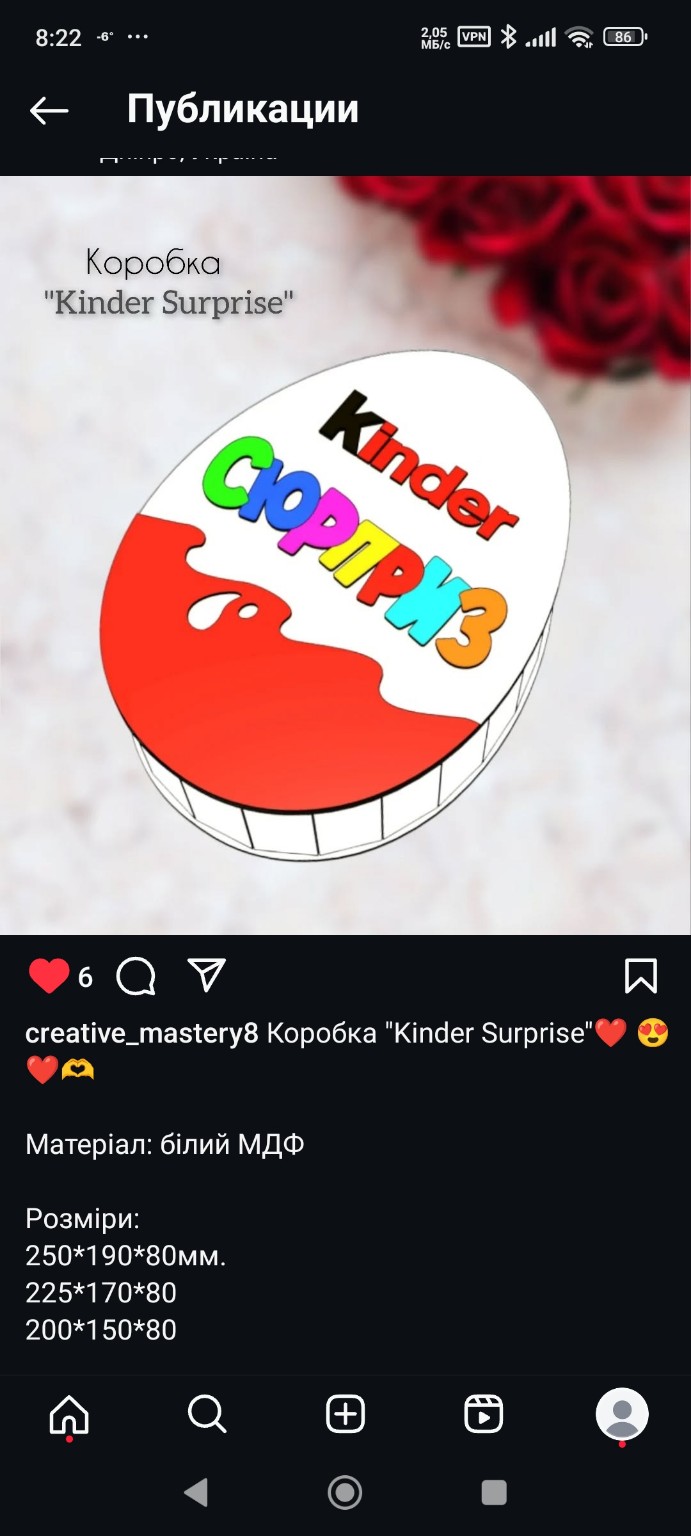 8:22 -6° ···
2,05 МБ/с VPN 86
Публикации
Коробка
"Kinder Surprise"
Kinder
СЮРПРИЗ
6
creative_mastery8 Коробка "Kinder Surprise"❤️ 😍
❤️🫶
Матеріал: білий МДФ
Розміри:
250*190*80мм.
225*170*80
200*150*80